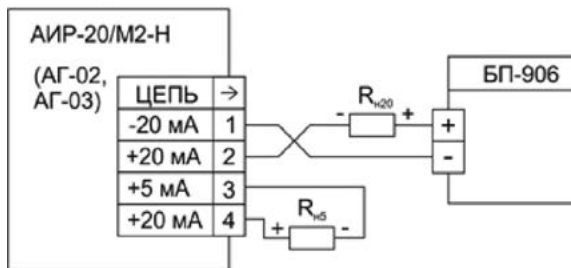 АИР-20/М2-Н
(АГ-02,
АГ-03)
ЦЕПЬ →
-20 мА 1
+20 мА 2
+5 мА 3
+20 мА 4
- Rн20 +
+ Rн5 -
БП-906
+
-